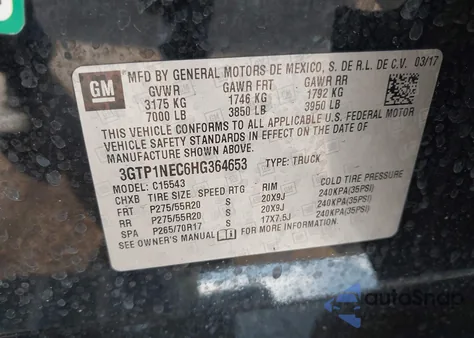 GM
MFD BY GENERAL MOTORS DE MEXICO, S. DE R.L. DE C.V. 03/17
GVWR GAWR FRT GAWR RR
3175 KG 1746 KG 1792 KG
7000 LB 3850 LB 3950 LB
THIS VEHICLE CONFORMS TO ALL APPLICABLE U.S. FEDERAL MOTOR
VEHICLE SAFETY STANDARDS IN EFFECT ON THE DATE OF
MANUFACTURE SHOWN ABOVE.
3GTP1NEC6HG364653 TYPE: TRUCK
MODEL: C15543
CHXB TIRE SIZE SPEED RTG RIM COLD TIRE PRESSURE
FRT P275/55R20 S 20X9J 240KPA(35PSI)
RR P275/55R20 S 20X9J 240KPA(35PSI)
SPA P265/70R17 S 17X7.5J 240KPA(35PSI)
SEE OWNER'S MANUAL FOR MORE INFORMATION.
autoSnap